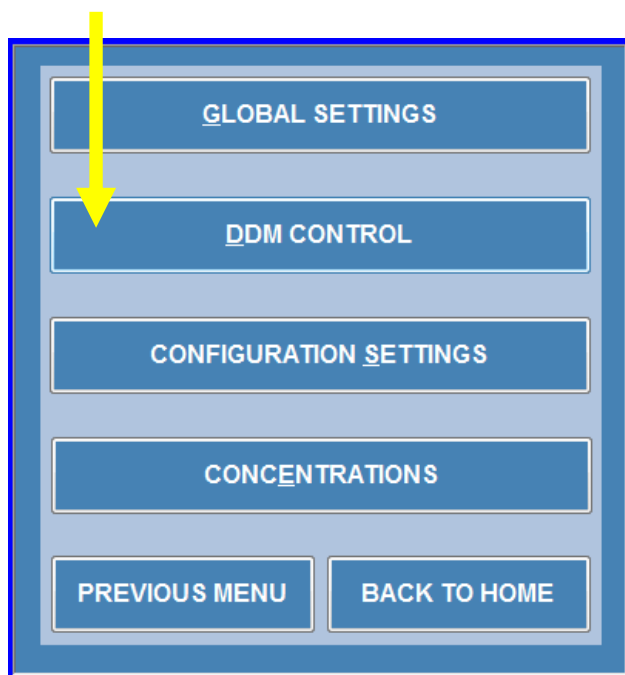 GLOBAL SETTINGS
DDM CONTROL
CONFIGURATION SETTINGS
CONCENTRATIONS
PREVIOUS MENU
BACK TO HOME